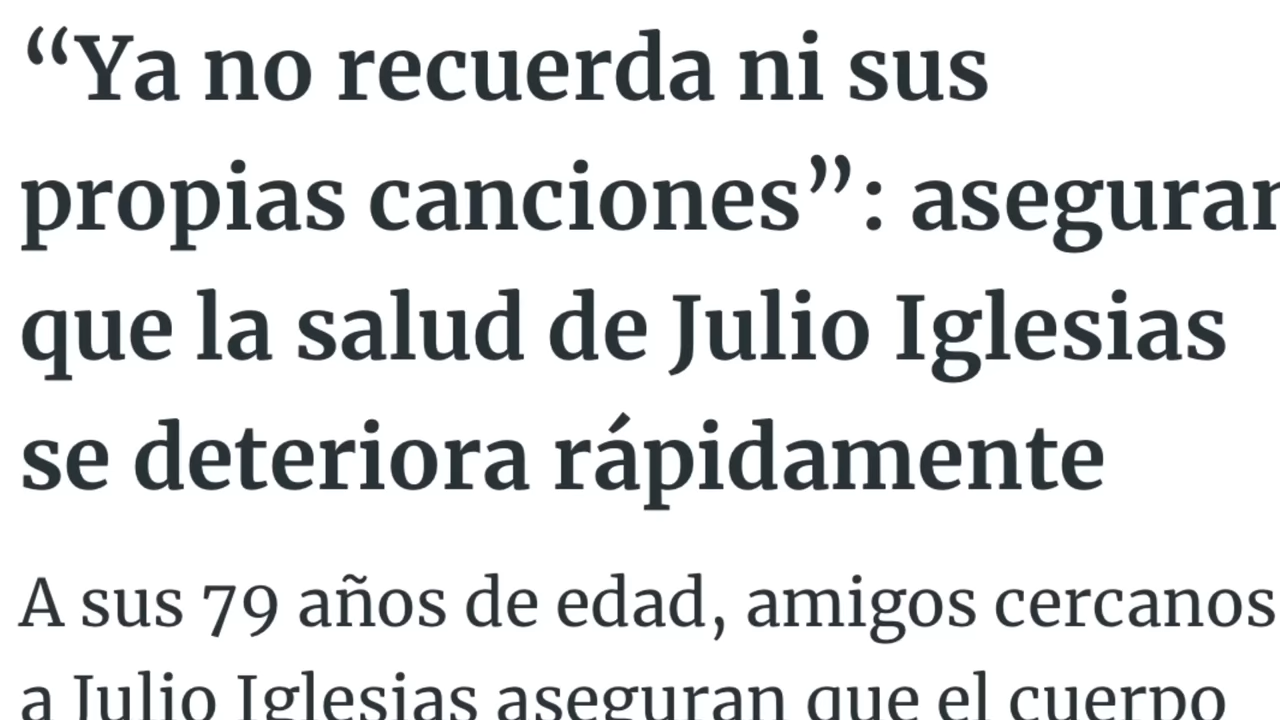 “Ya no recuerda ni sus
propias canciones”: aseguran
que la salud de Julio Iglesias
se deteriora rápidamente
A sus 79 años de edad, amigos cercanos
a Julio Iglesias aseguran que el cuerpo